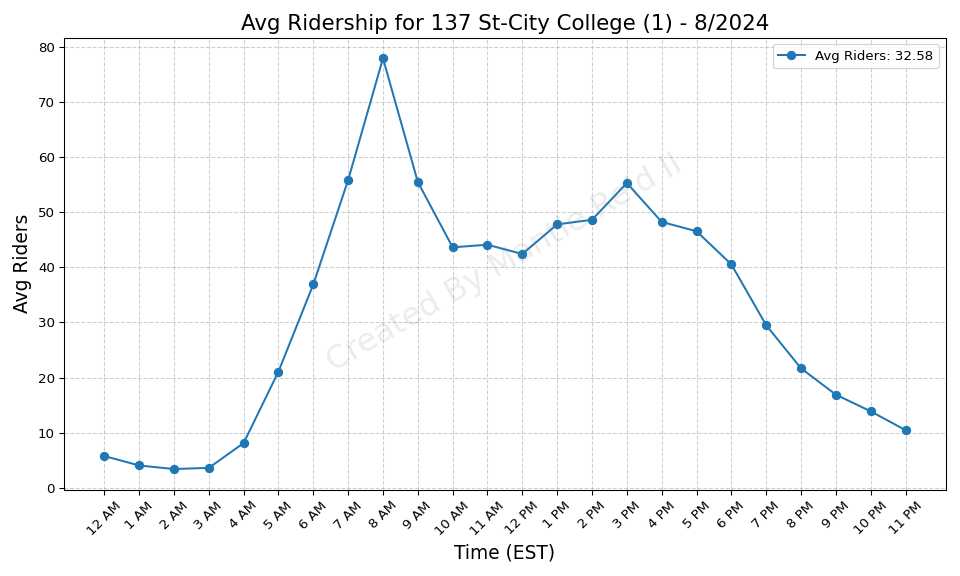 Avg Ridership for 137 St-City College (1) - 8/2024
Avg Riders: 32.58
80
70
60
50
40
30
20
10
0
Avg Riders
Created By Mantie Reid II
12 AM
1 AM
2 AM
3 AM
4 AM
5 AM
6 AM
7 AM
8 AM
9 AM
10 AM
11 AM
12 PM
1 PM
2 PM
3 PM
4 PM
5 PM
6 PM
7 PM
8 PM
9 PM
10 PM
11 PM
Time (EST)